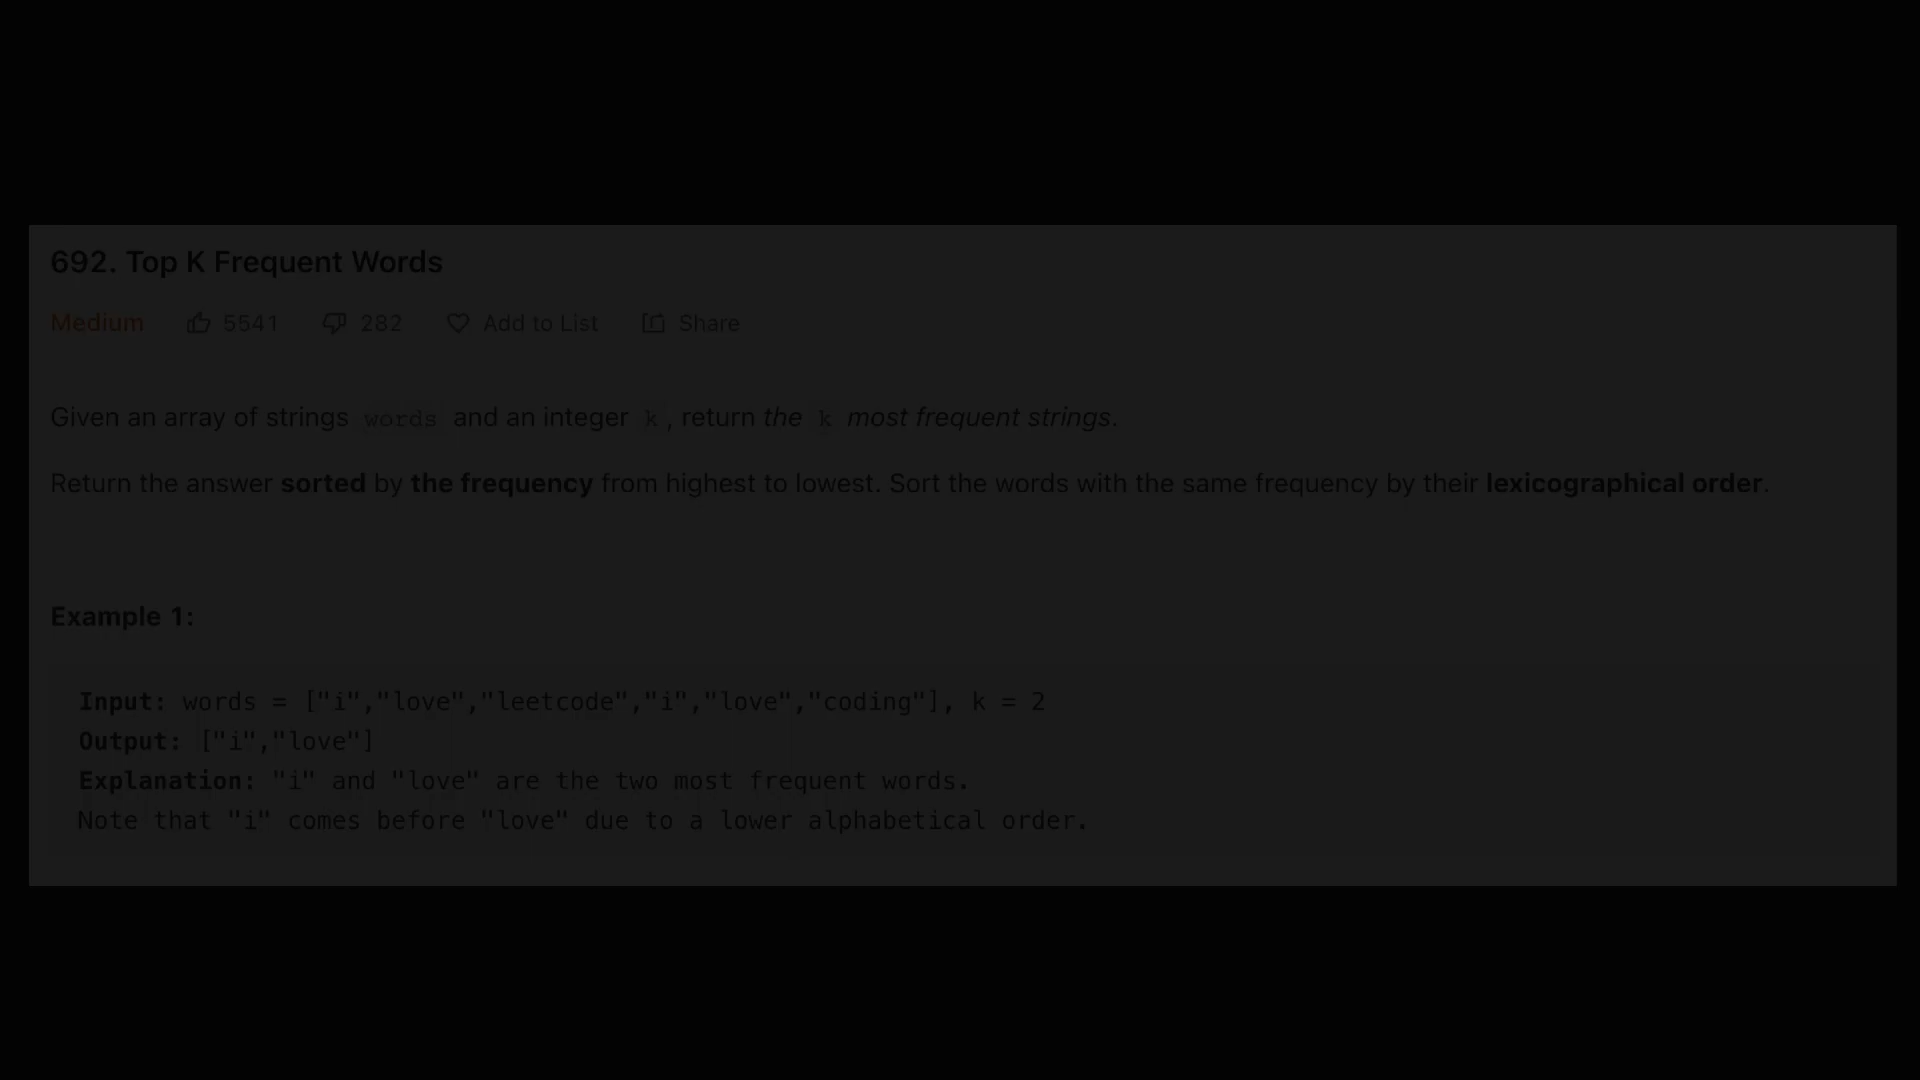 692. Top K Frequent Words
Medium 5541 282 Add to List Share
Given an array of strings words and an integer k, return the k most frequent strings.
Return the answer sorted by the frequency from highest to lowest. Sort the words with the same frequency by their lexicographical order.
Example 1:
Input: words = ["i","love","leetcode","i","love","coding"], k = 2
Output: ["i","love"]
Explanation: "i" and "love" are the two most frequent words.
Note that "i" comes before "love" due to a lower alphabetical order.